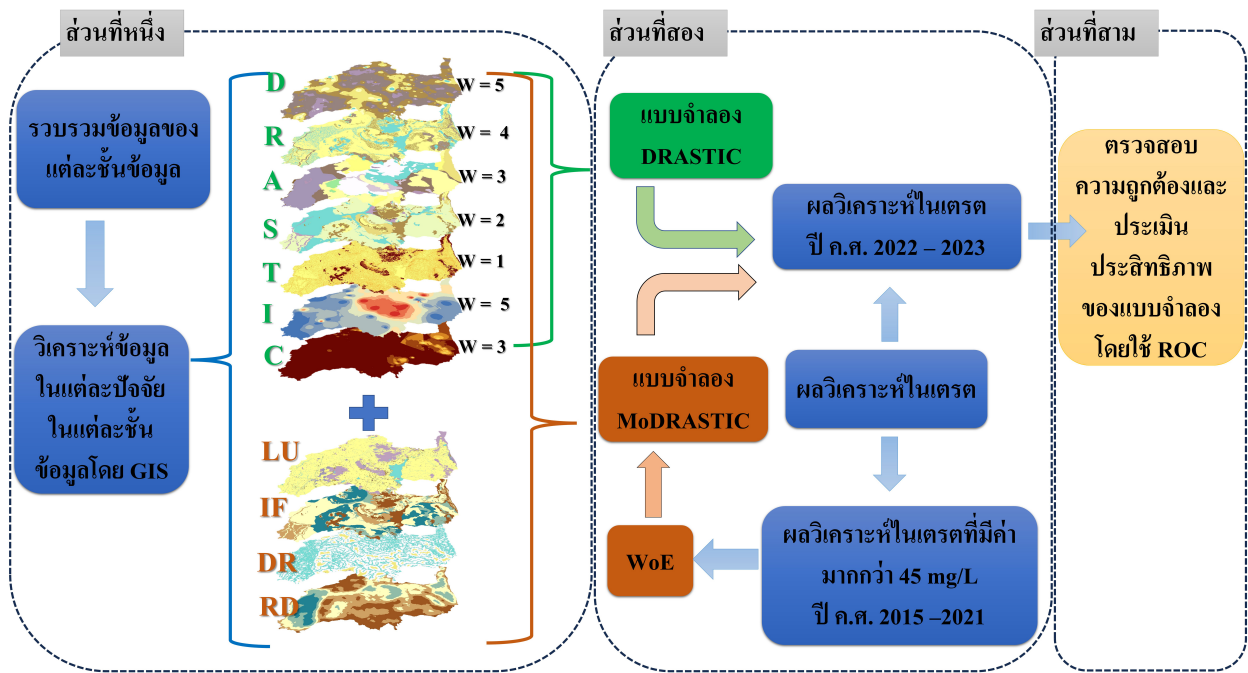 ส่วนที่หนึ่ง
รวบรวมข้อมูลของ
แต่ละชั้นข้อมูล
วิเคราะห์ข้อมูล
ในแต่ละปัจจัย
ในแต่ละชั้น
ข้อมูลโดย GIS
D W = 5
R W = 4
A W = 3
S W = 2
T W = 1
I W = 5
C W = 3
LU
IF
DR
RD
ส่วนที่สอง
แบบจำลอง
DRASTIC
ผลวิเคราะห์ไนเตรต
ปี ค.ศ. 2022 – 2023
แบบจำลอง
MoDRASTIC
ผลวิเคราะห์ไนเตรต
WoE
ผลวิเคราะห์ไนเตรตที่มีค่า
มากกว่า 45 mg/L
ปี ค.ศ. 2015 –2021
ส่วนที่สาม
ตรวจสอบ
ความถูกต้องและ
ประเมิน
ประสิทธิภาพ
ของแบบจำลอง
โดยใช้ ROC